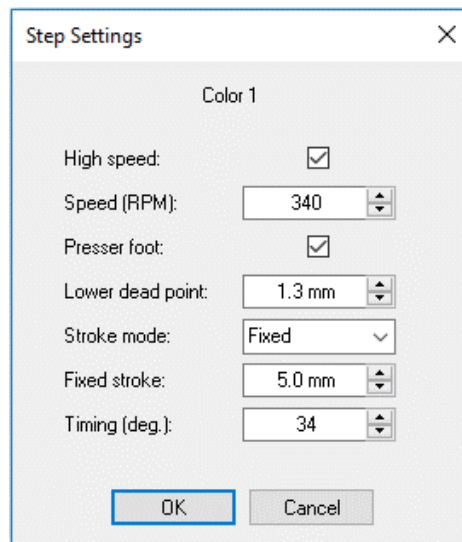 Step Settings
Color 1
High speed:
Speed (RPM): 340
Presser foot:
Lower dead point: 1.3 mm
Stroke mode: Fixed
Fixed stroke: 5.0 mm
Timing (deg.): 34
OK Cancel